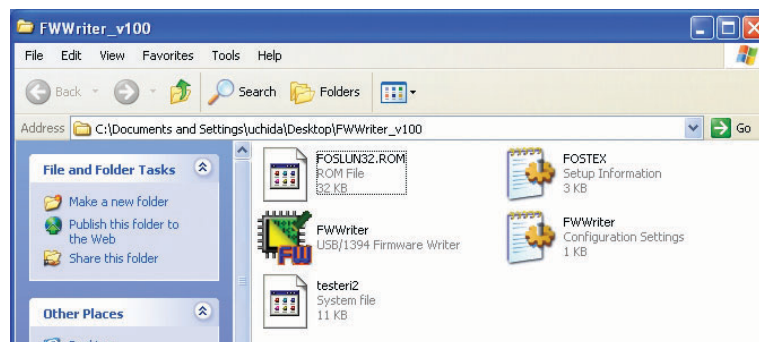 FWWriter_v100
File Edit View Favorites Tools Help
Back Search Folders
Address C:\Documents and Settings\uchida\Desktop\FWWriter_v100 Go
File and Folder Tasks
Make a new folder
Publish this folder to
the Web
Share this folder
Other Places
FOSLUN32.ROM
ROM File
32 KB
FOSTEX
Setup Information
3 KB
FW
FWWriter
USB/1394 Firmware Writer
FWWriter
Configuration Settings
1 KB
testeri2
System file
11 KB